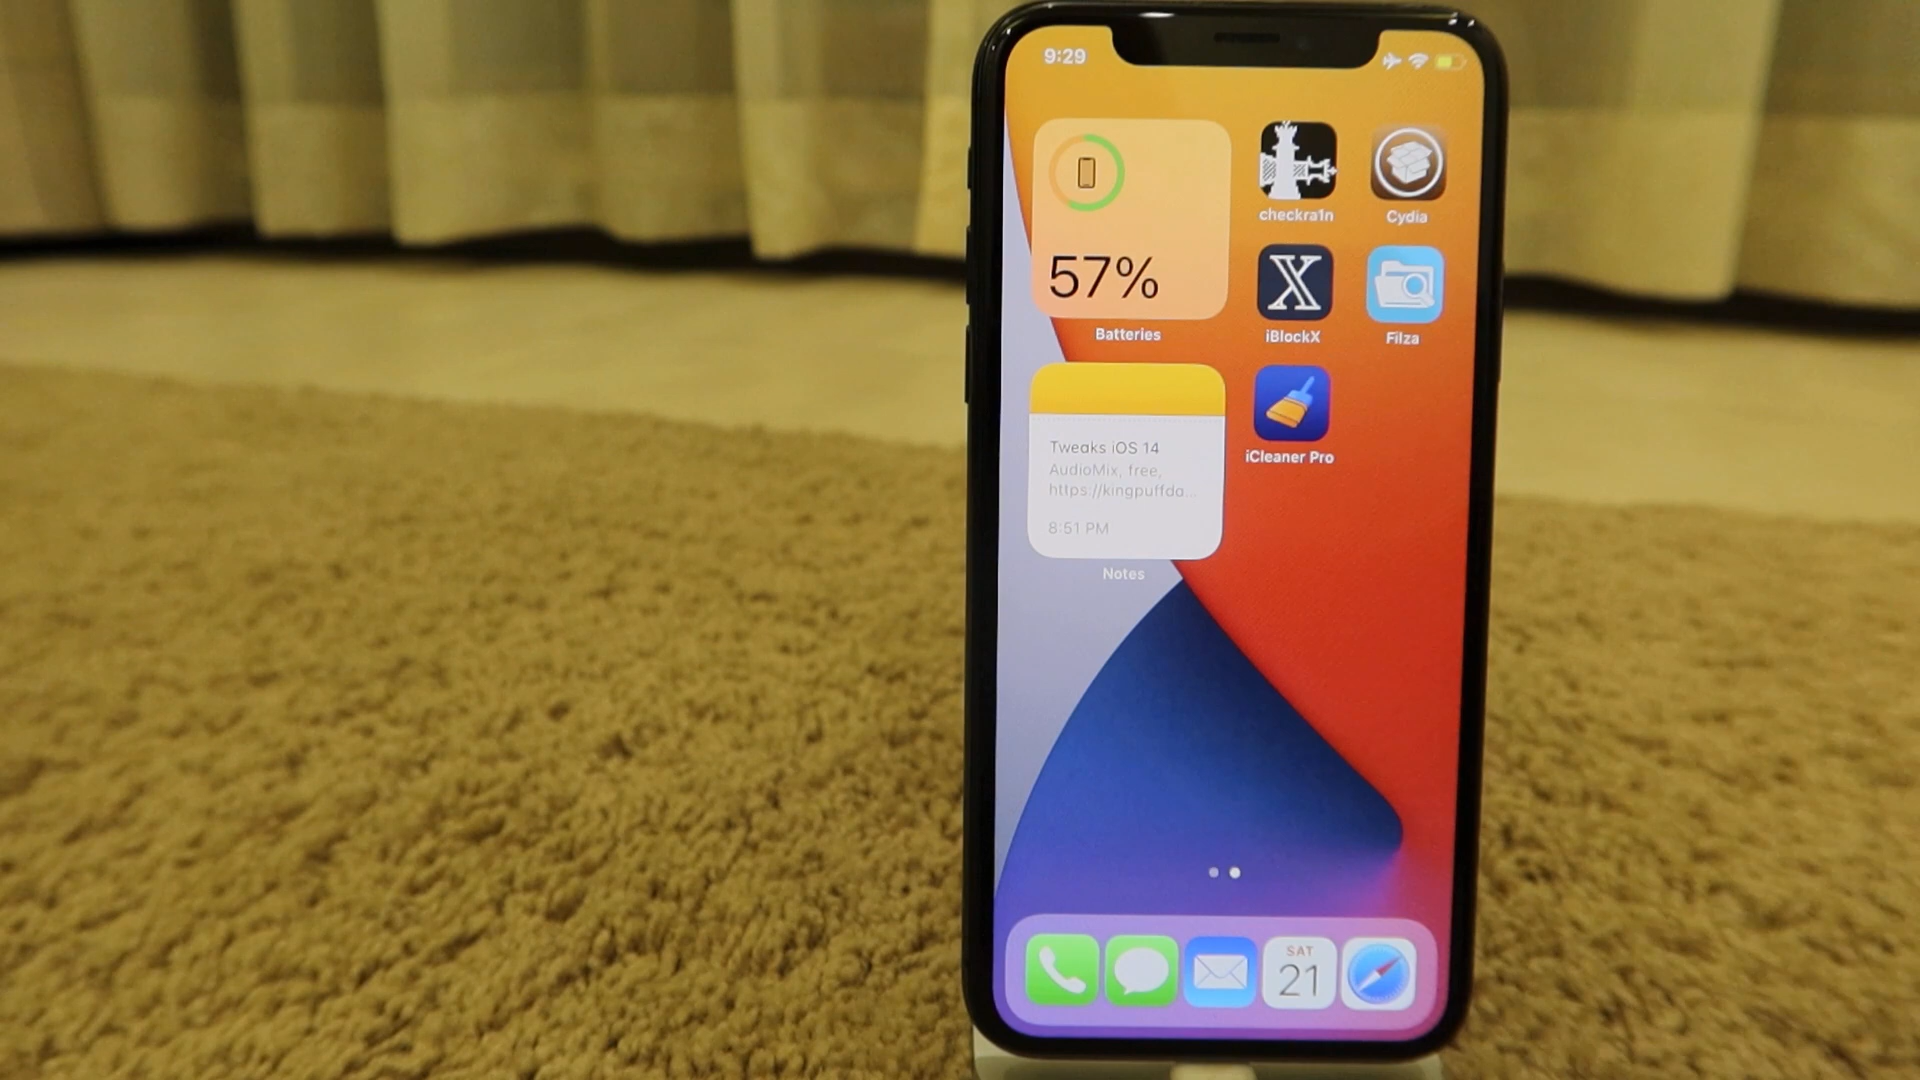 9:29
57%
Batteries
checkra1n
Cydia
iBlockX
Filza
Tweaks iOS 14
AudioMix, free,
https://kingpuffda...
8:51 PM
Notes
iCleaner Pro
SAT
21